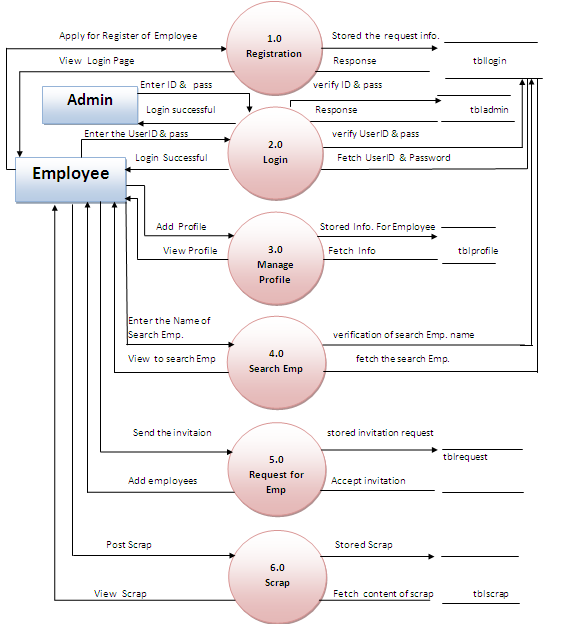 Apply for Register of Employee
1.0
Registration
Stored the request info.
View Login Page
Response
tbllogin
Admin
Enter ID & pass
verify ID & pass
Login successful
Response
tbladmin
Enter the UserID & pass
2.0
Login
verify UserID & pass
Login Successful
Fetch UserID & Password
Employee
Add Profile
3.0
Manage
Profile
Stored Info. For Employee
View Profile
Fetch Info
tblprofile
Enter the Name of
Search Emp.
4.0
Search Emp
verification of search Emp. name
View to search Emp
fetch the search Emp.
Send the invitaion
5.0
Request for
Emp
stored invitation request
tblrequest
Add employees
Accept invitation
Post Scrap
6.0
Scrap
Stored Scrap
View Scrap
Fetch content of scrap
tblscrap